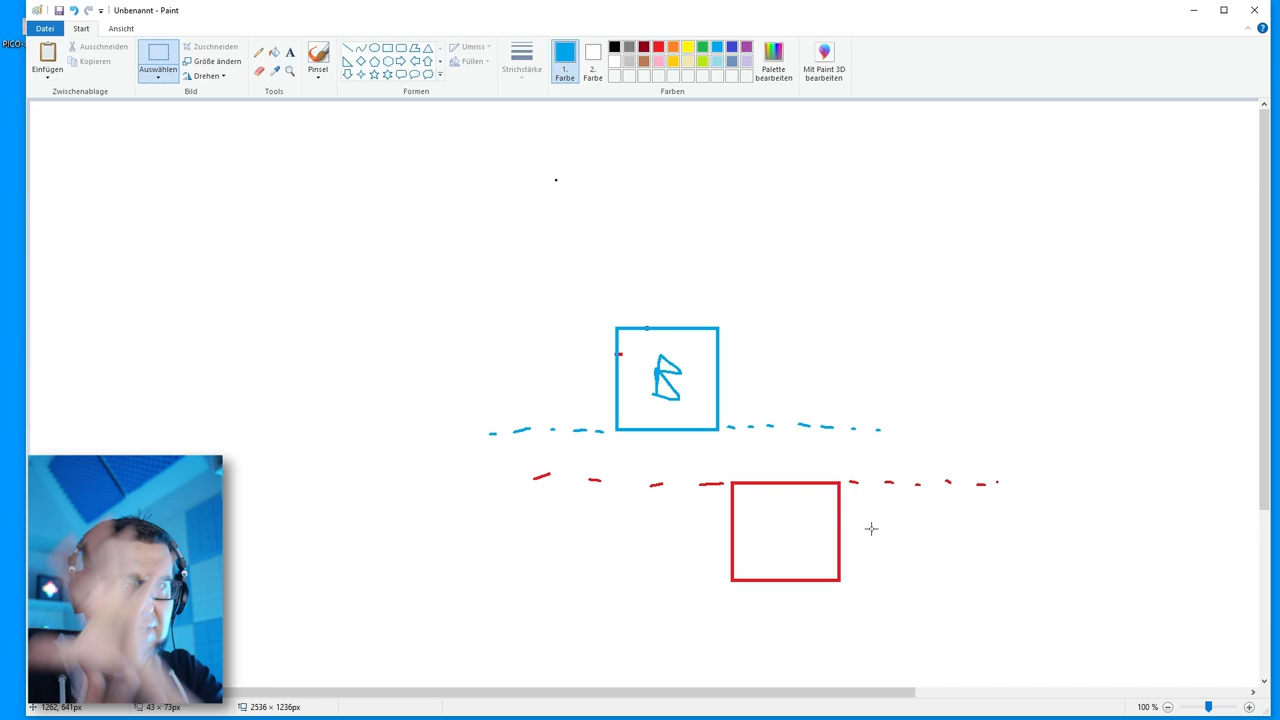 Unbenannt - Paint
PICO-
Datei Start Ansicht
Einfügen
Ausschneiden
Kopieren
Zwischenablage
Auswählen
Zuschneiden
Größe ändern
Drehen
Bild
Tools
Pinsel
Umriss
Füllen
Formen
Strichstärke
1.
Farbe
2.
Farbe
Palette
bearbeiten
Farben
Mit Paint 3D
bearbeiten
B
1262, 641px
43 × 73px
2536 × 1236px
100 %